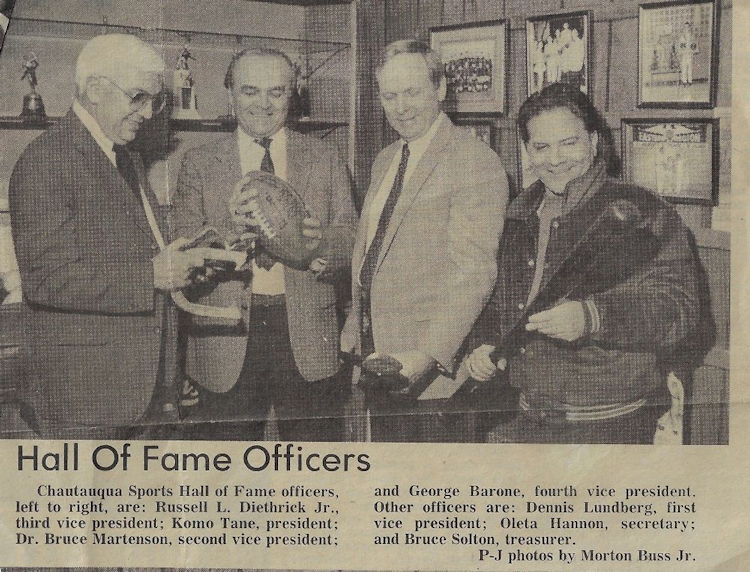 Hall Of Fame Officers
Chautauqua Sports Hall of Fame officers,
left to right, are: Russell L. Diethrick Jr.,
third vice president; Komo Tane, president;
Dr. Bruce Martenson, second vice president;
and George Barone, fourth vice president.
Other officers are: Dennis Lundberg, first
vice president; Oleta Hannon, secretary;
and Bruce Solton, treasurer.
P-J photos by Morton Buss Jr.